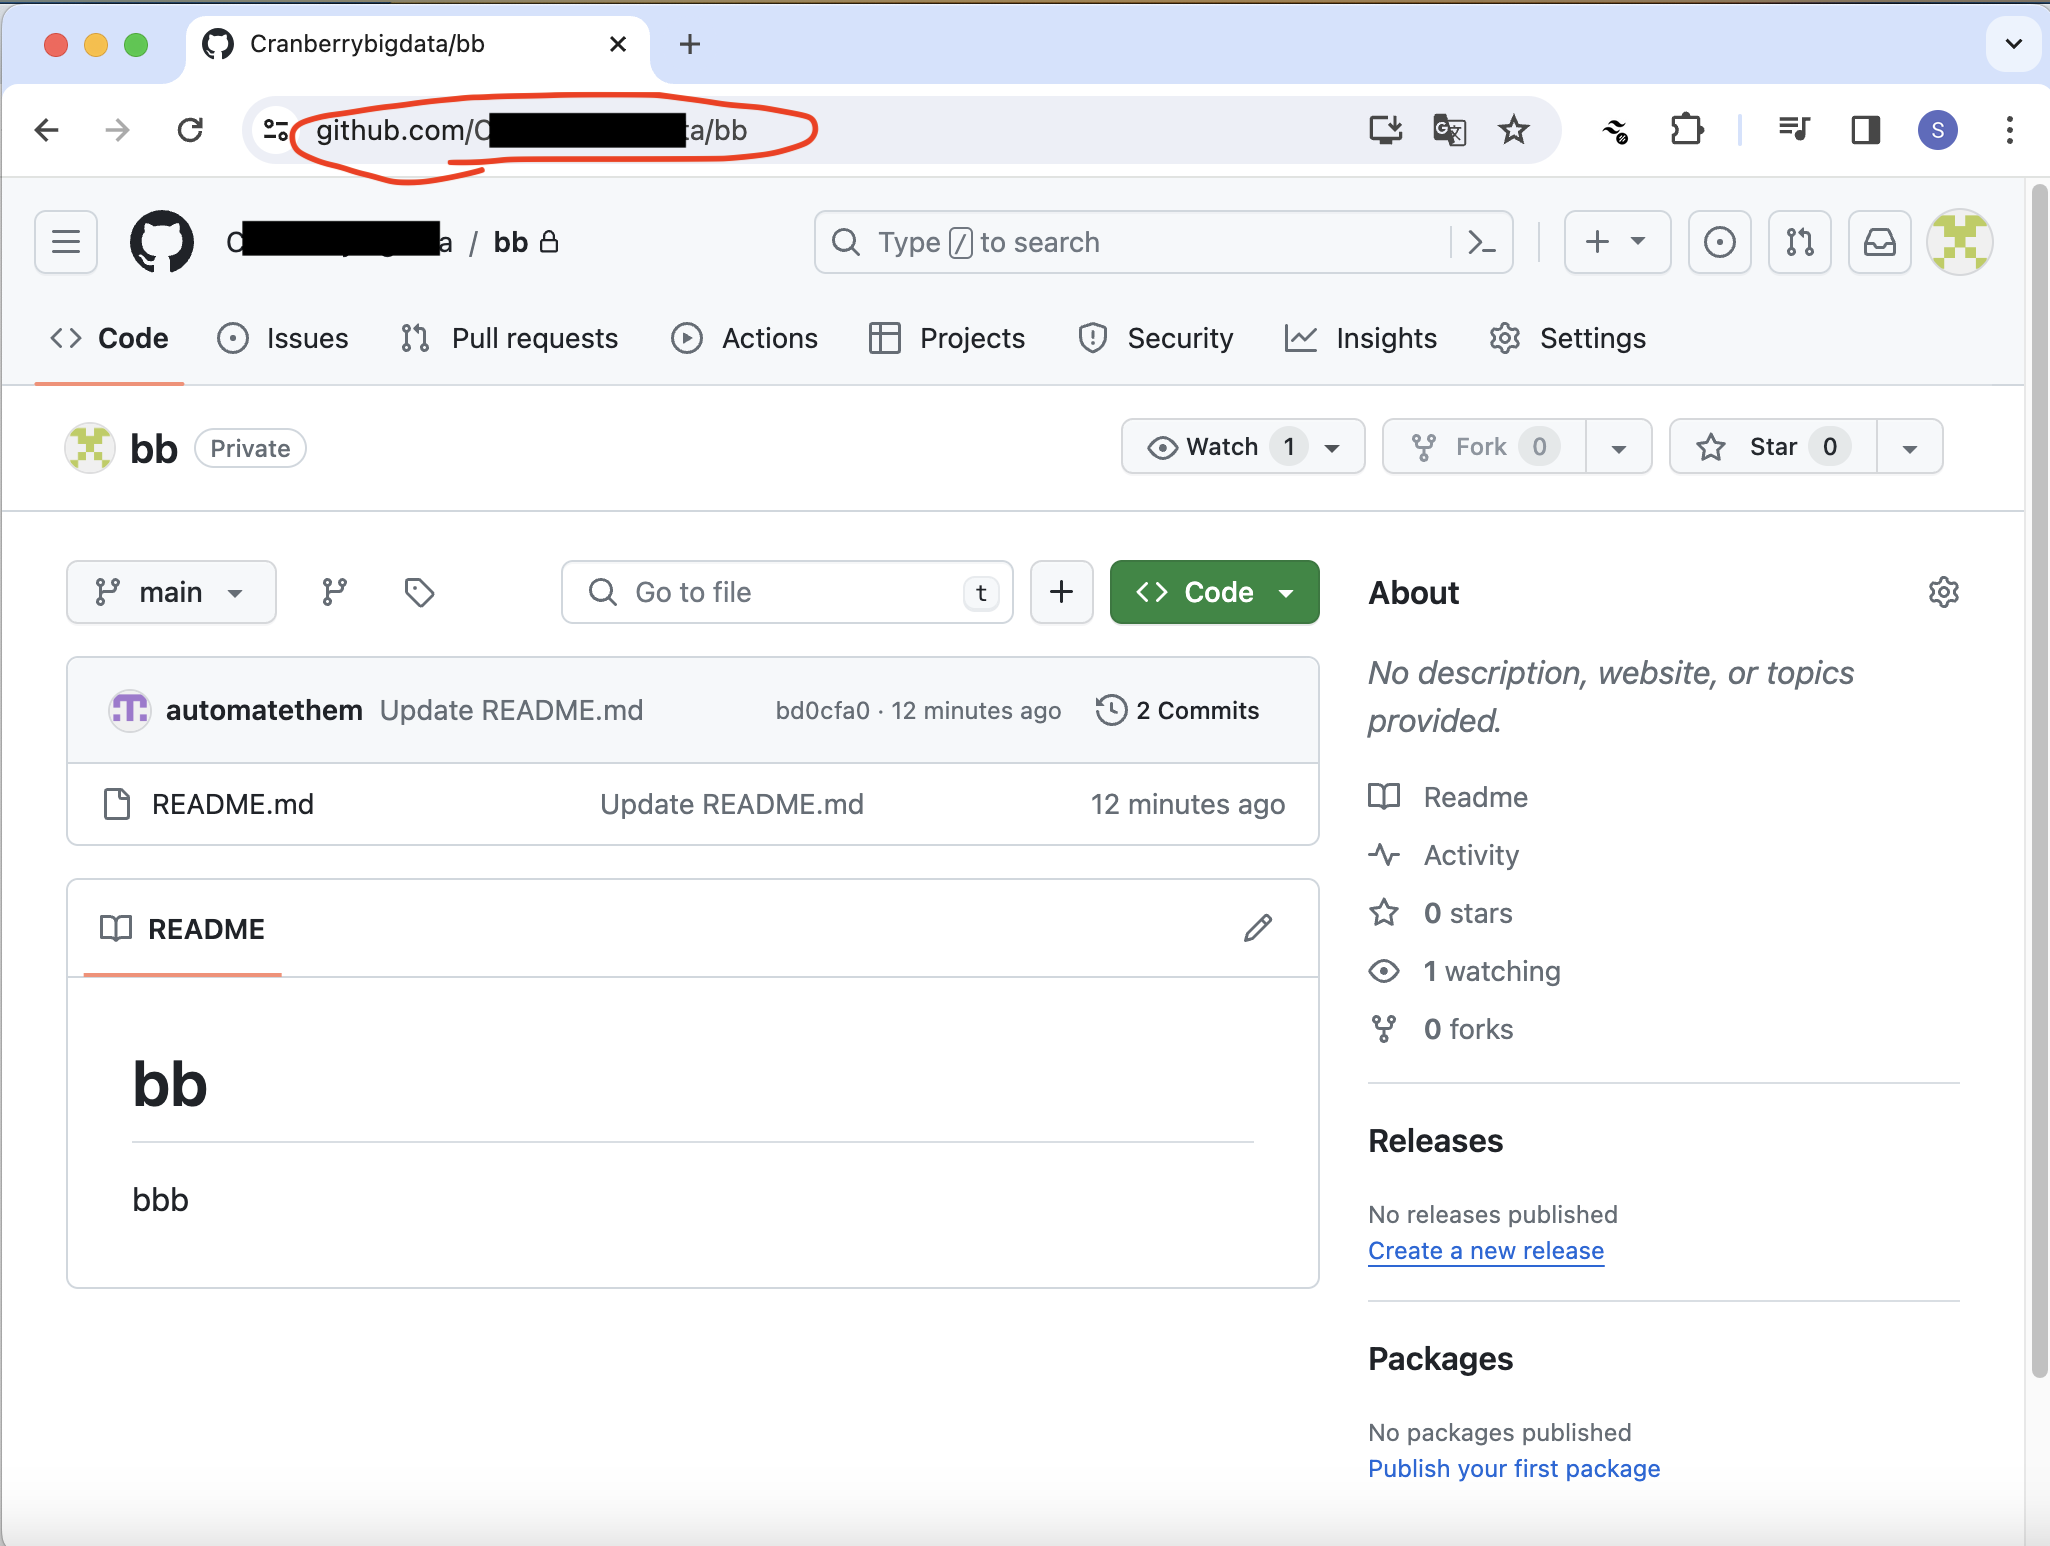 Cranberrybigdata/bb
github.com/C ta/bb
S
C a / bb
Type / to search
Code Issues Pull requests Actions Projects Security Insights Settings
bb Private Watch 1 Fork 0 Star 0
main Go to file t Code
automatethem Update README.md bd0cfa0 · 12 minutes ago 2 Commits
README.md Update README.md 12 minutes ago
README
bb
bbb
About
No description, website, or topics
provided.
Readme
Activity
0 stars
1 watching
0 forks
Releases
No releases published
Create a new release
Packages
No packages published
Publish your first package